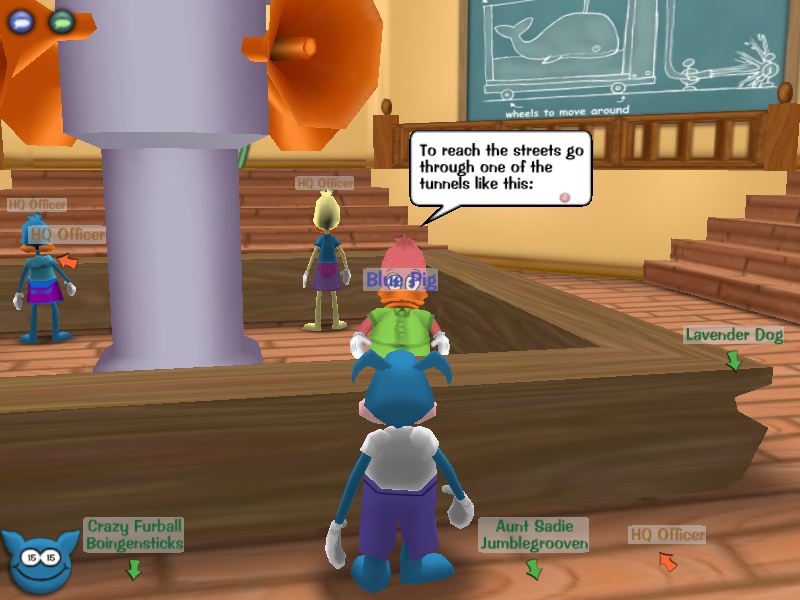 wheels to move around
To reach the streets go
through one of the
tunnels like this:
HQ Officer
HQ Officer
HQ Officer
Blue Pig
Lavender Dog
Crazy Furball
Boingensticks
Aunt Sadie
Jumblegrooven
HQ Officer
15 15